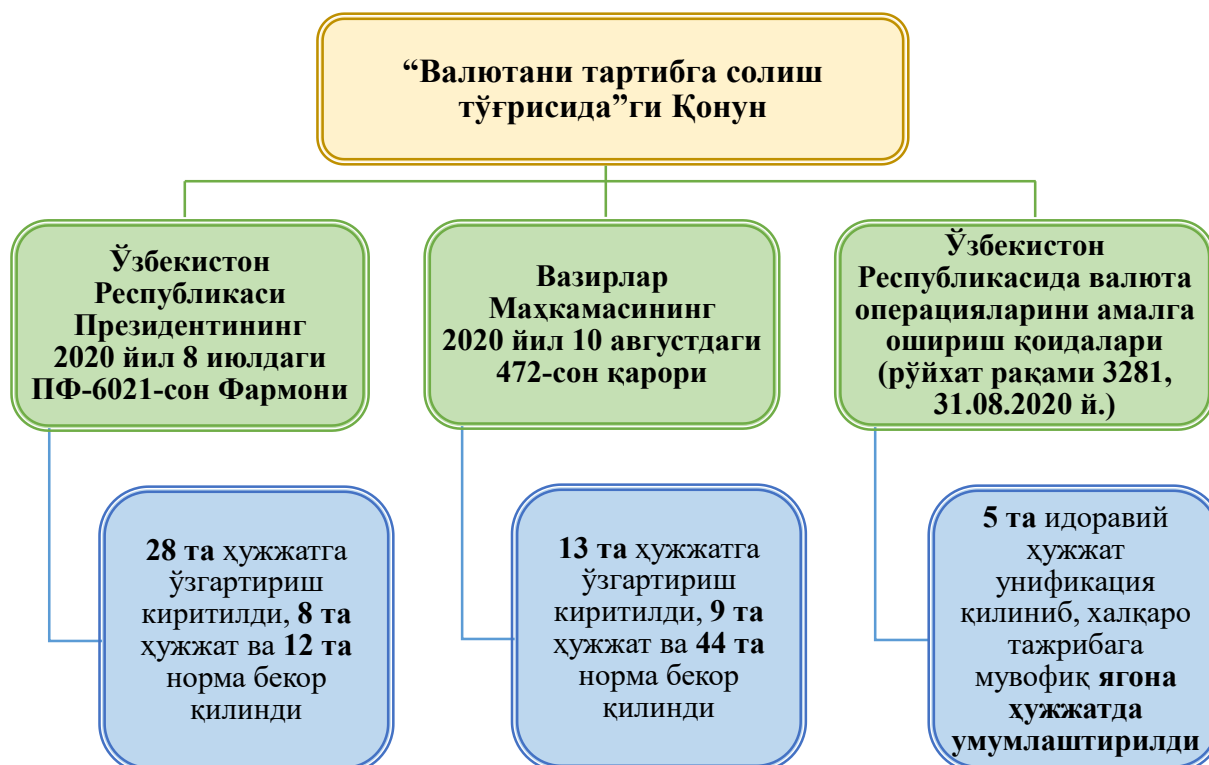 “Валютани тартибга солиш
тўғрисида”ги Қонун
Ўзбекистон
Республикаси
Президентининг
2020 йил 8 июлдаги
ПФ-6021-сон Фармони
Вазирлар
Маҳкамасининг
2020 йил 10 августдаги
472-сон қарори
Ўзбекистон
Республикасида валюта
операцияларини амалга
ошириш қоидалари
(рўйхат рақами 3281,
31.08.2020 й.)
28 та ҳужжатга
ўзгартириш
киритилди, 8 та
ҳужжат ва 12 та
норма бекор
қилинди
13 та ҳужжатга
ўзгартириш
киритилди, 9 та
ҳужжат ва 44 та
норма бекор
қилинди
5 та идоравий
ҳужжат
унификация
қилиниб, халқаро
тажрибага
мувофиқ ягона
ҳужжатда
умумлаштирилди